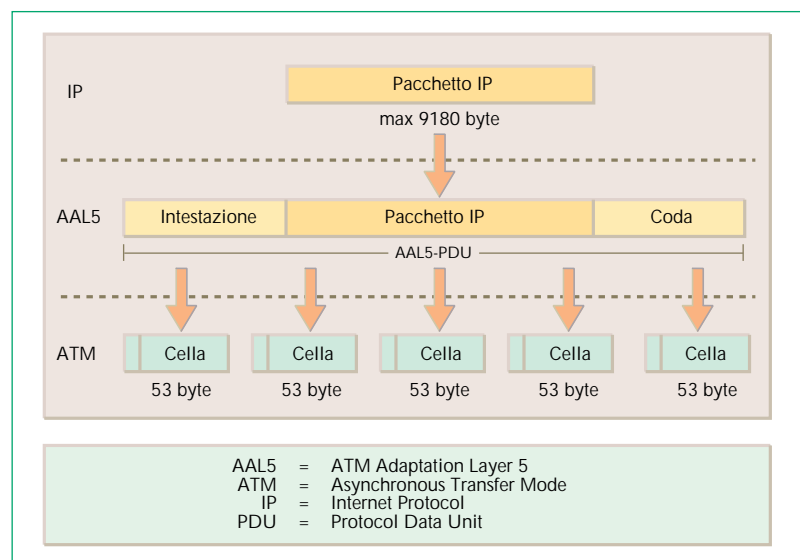 IP
Pacchetto IP
max 9180 byte
AAL5
Intestazione Pacchetto IP Coda
AAL5-PDU
ATM
Cella Cella Cella Cella Cella
53 byte 53 byte 53 byte 53 byte 53 byte
AAL5 = ATM Adaptation Layer 5
ATM = Asynchronous Transfer Mode
IP = Internet Protocol
PDU = Protocol Data Unit